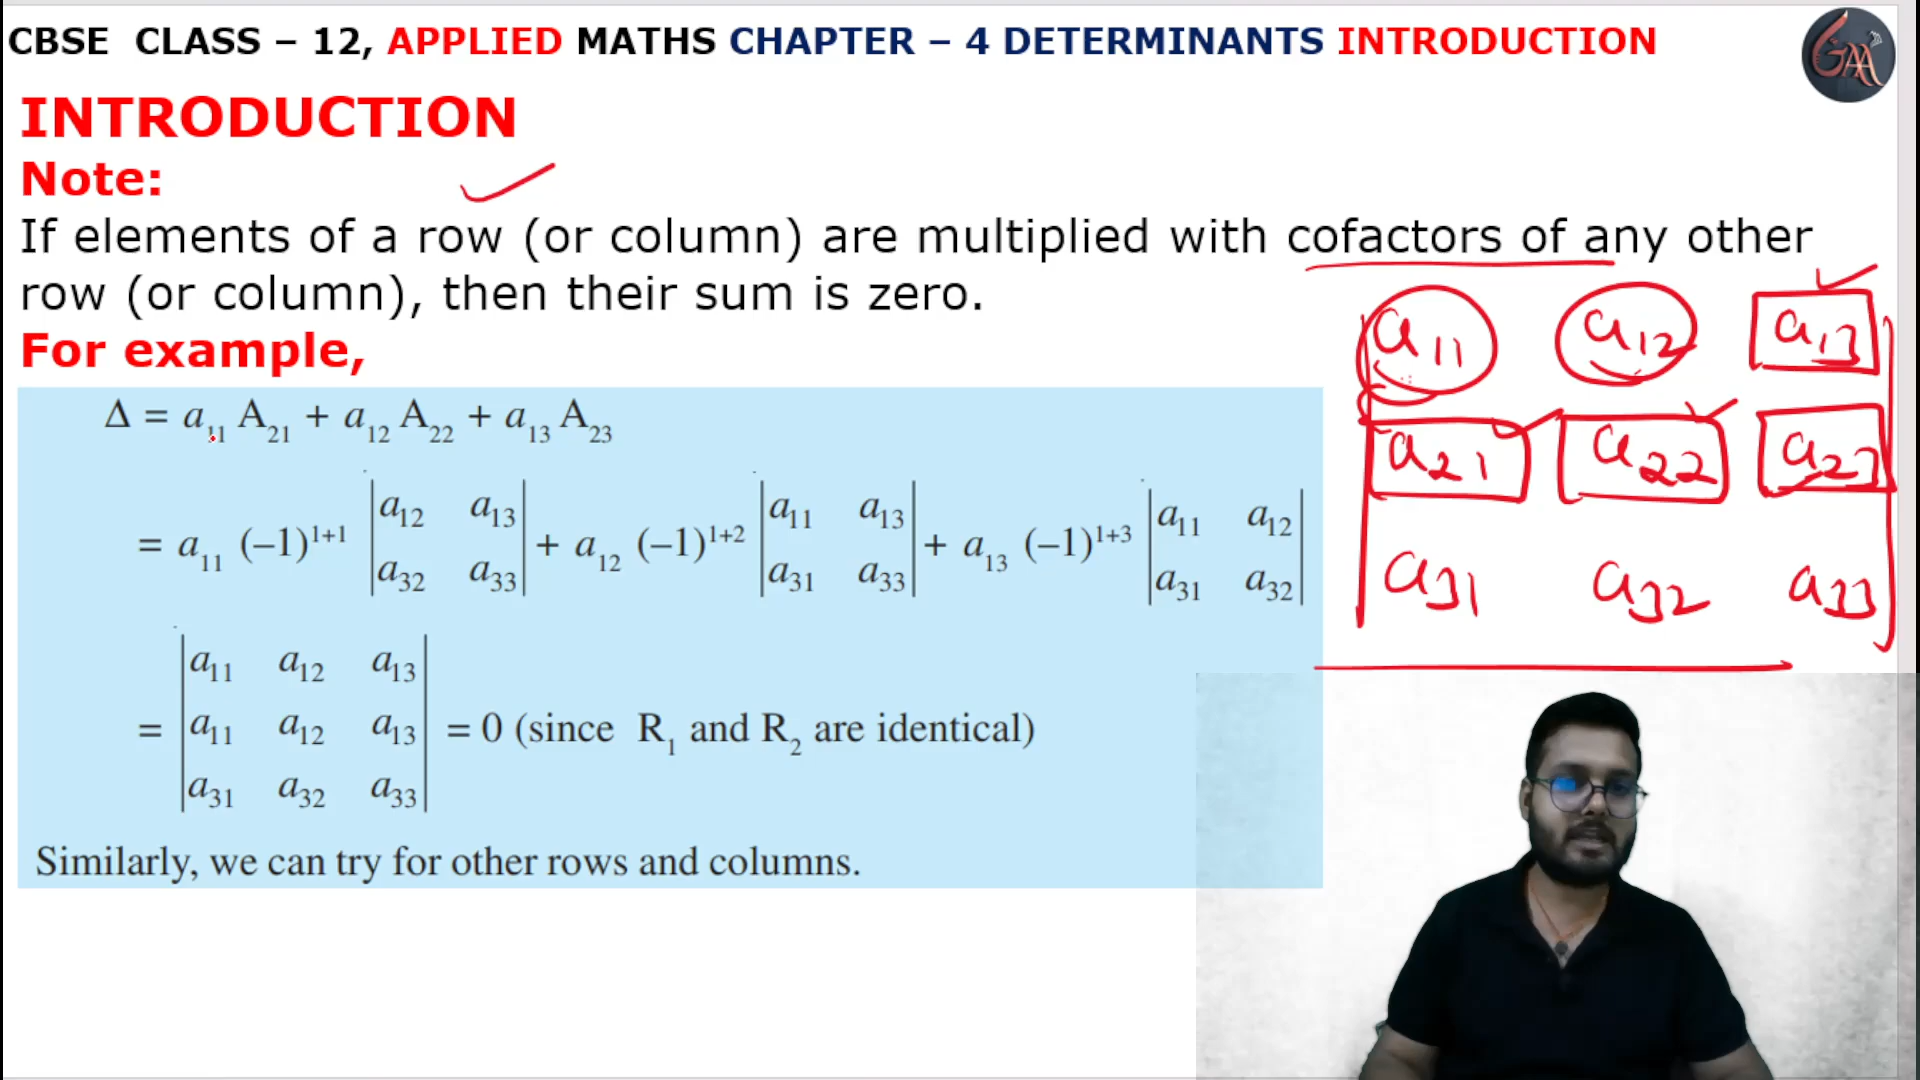 CBSE CLASS – 12, APPLIED MATHS CHAPTER – 4 DETERMINANTS INTRODUCTION
GAA
INTRODUCTION
Note:
If elements of a row (or column) are multiplied with cofactors of any other
row (or column), then their sum is zero.
For example,
Δ = a₁₁ A₂₁ + a₁₂ A₂₂ + a₁₃ A₂₃
= a₁₁ (–1)¹⁺¹ |a₁₂ a₁₃| + a₁₂ (–1)¹⁺² |a₁₁ a₁₃| + a₁₃ (–1)¹⁺³ |a₁₁ a₁₂|
|a₃₂ a₃₃| |a₃₁ a₃₃| |a₃₁ a₃₂|
|a₁₁ a₁₂ a₁₃|
= |a₁₁ a₁₂ a₁₃| = 0 (since R₁ and R₂ are identical)
|a₃₁ a₃₂ a₃₃|
Similarly, we can try for other rows and columns.
a₁₁ a₁₂ a₁₃
a₂₁ a₂₂ a₂₃
a₃₁ a₃₂ a₃₃